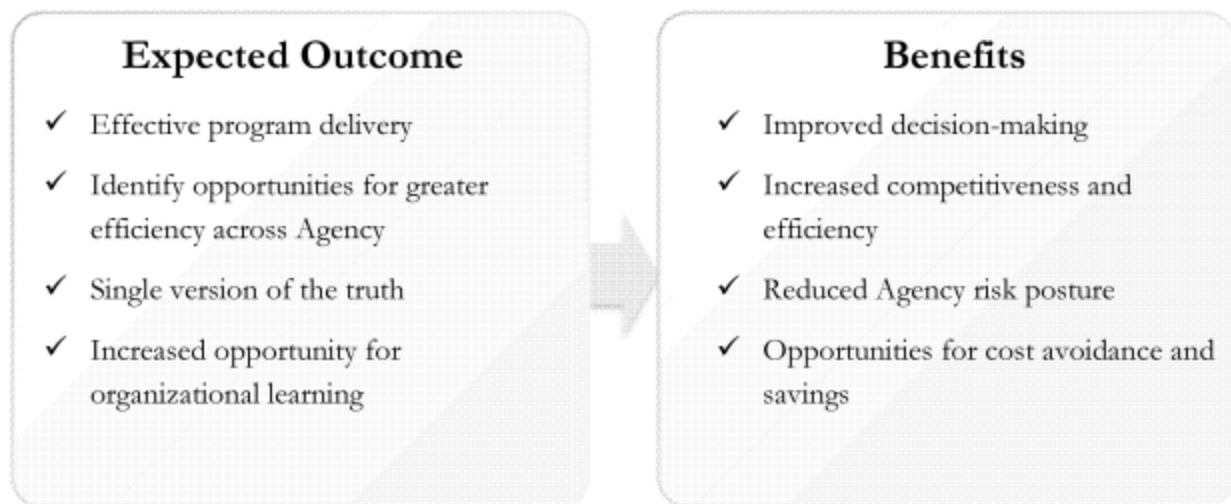 Expected Outcome
✓ Effective program delivery
✓ Identify opportunities for greater
efficiency across Agency
✓ Single version of the truth
✓ Increased opportunity for
organizational learning
Benefits
✓ Improved decision-making
✓ Increased competitiveness and
efficiency
✓ Reduced Agency risk posture
✓ Opportunities for cost avoidance and
savings